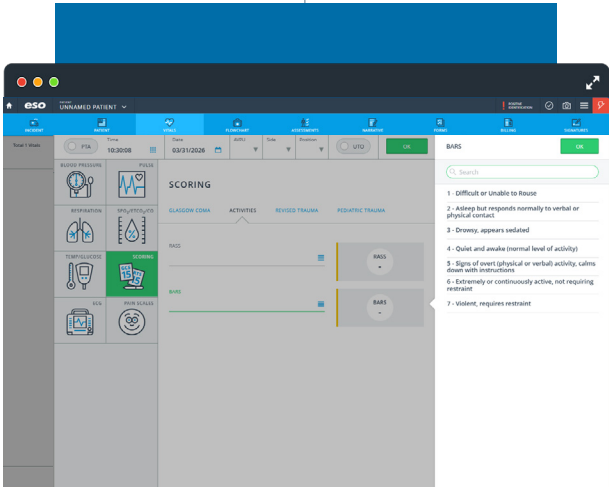 eso
UNNAMED PATIENT
INCIDENT
PATIENT
VITALS
FLOWCHART
ASSESSMENTS
NARRATIVE
FORMS
BILLING
SIGNATURES
Total 1 Vitals
PTA
Time
10:30:08
Date
03/31/2026
AVPU
Side
Position
UTO
OK
BARS
OK
Search
BLOOD PRESSURE
PULSE
RESPIRATION
TEMP/GLUCOSE
SCORING
GCS
15
15
ECG
PAIN SCALES
SCORING
GLASGOW COMA
ACTIVITIES
REVISED TRAUMA
PEDIATRIC TRAUMA
RASS
RASS
-
BARS
BARS
-
1 - Difficult or Unable to Rouse
2 - Asleep but responds normally to verbal or
physical contact
3 - Drowsy, appears sedated
4 - Quiet and awake (normal level of activity)
5 - Signs of overt (physical or verbal) activity, calms
down with instructions
6 - Extremely or continuously active, not requiring
restraint
7 - Violent, requires restraint